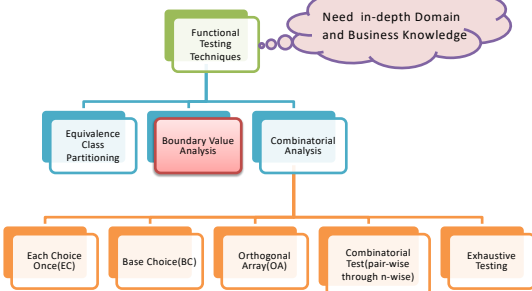 Need in-depth Domain
and Business Knowledge
Functional
Testing
Techniques
Equivalence
Class
Partitioning
Boundary Value
Analysis
Combinatorial
Analysis
Each Choice
Once(EC)
Base Choice(BC)
Orthogonal
Array(OA)
Combinatorial
Test(pair-wise
through n-wise)
Exhaustive
Testing